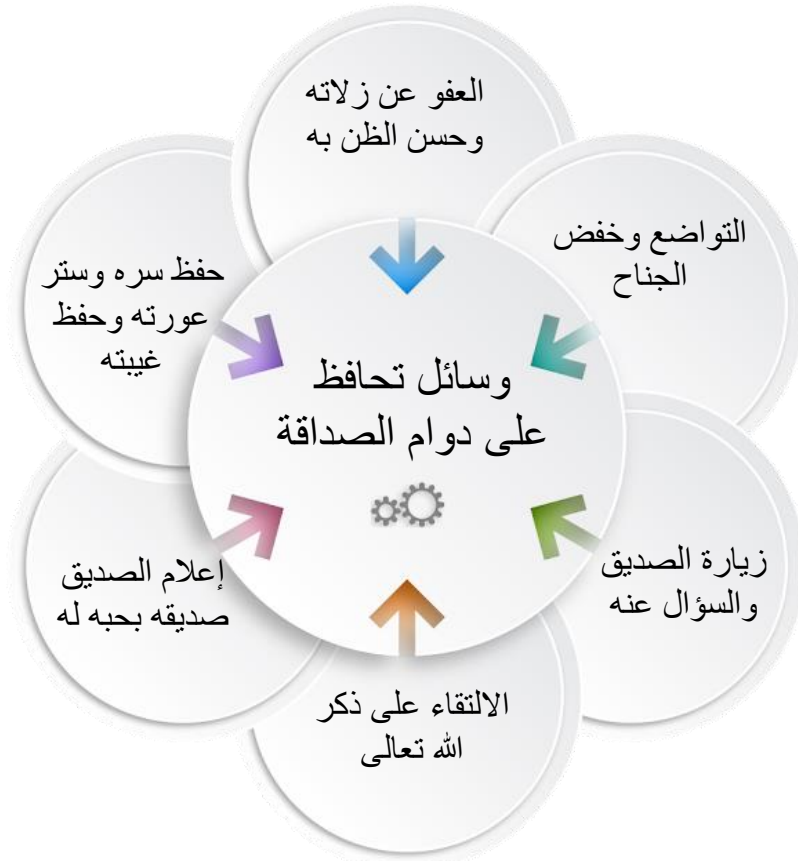 العفو عن زلاته
وحسن الظن به
التواضع وخفض
الجناح
حفظ سره وستر
عورته وحفظ
غيبته
وسائل تحافظ
على دوام الصداقة
زيارة الصديق
والسؤال عنه
إعلام الصديق
صديقه بحبه له
الالتقاء على ذكر
الله تعالى